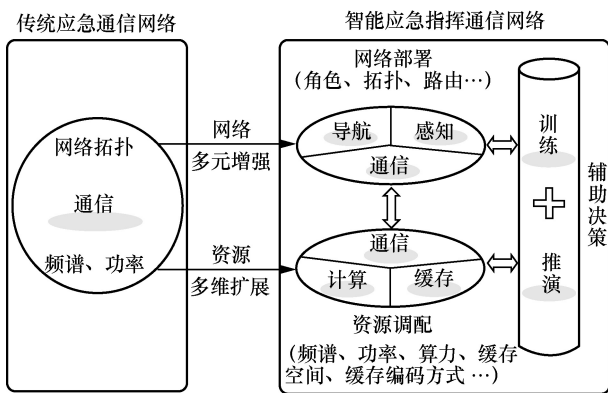 传统应急通信网络
智能应急指挥通信网络
网络拓扑
通信
频谱、功率
网络
多元增强
资源
多维扩展
网络部署
(角色、拓扑、路由…)
导航
感知
通信
通信
计算
缓存
资源调配
(频谱、功率、算力、缓存
空间、缓存编码方式 …)
训练
推演
辅助决策